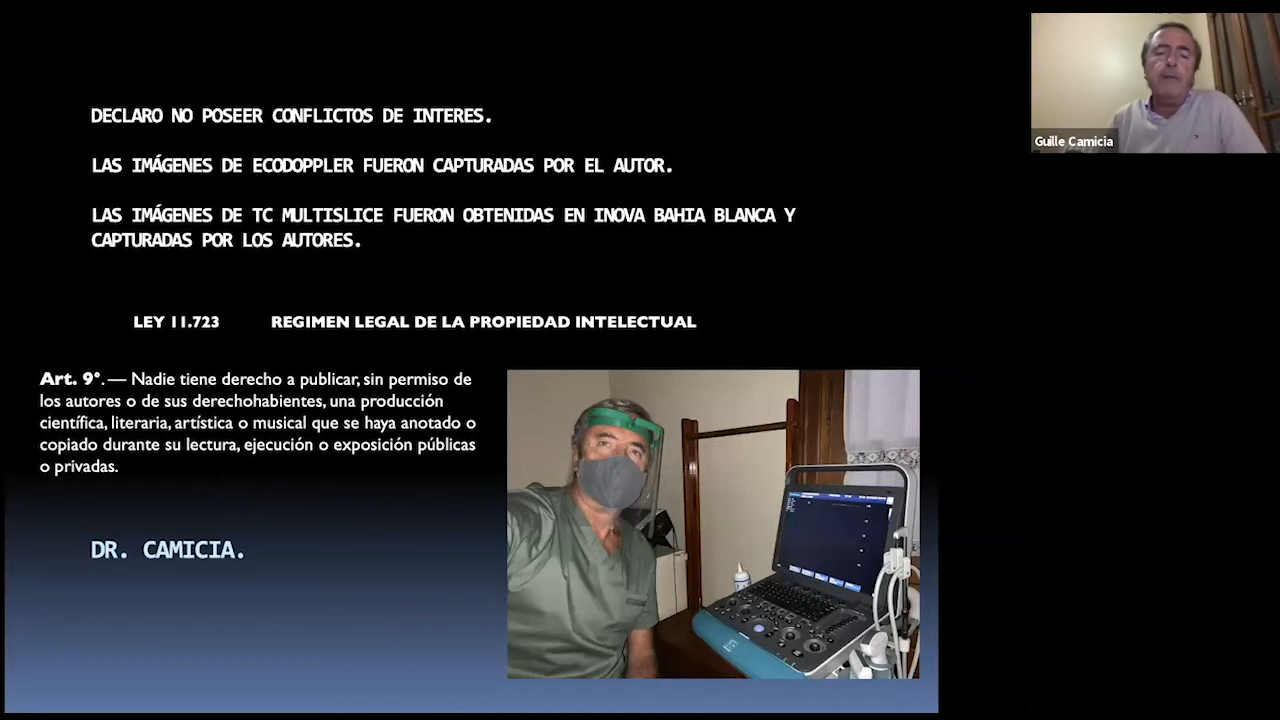 DECLARO NO POSEER CONFLICTOS DE INTERES.
LAS IMÁGENES DE ECODOPPLER FUERON CAPTURADAS POR EL AUTOR.
LAS IMÁGENES DE TC MULTISLICE FUERON OBTENIDAS EN INOVA BAHIA BLANCA Y
CAPTURADAS POR LOS AUTORES.
LEY 11.723 REGIMEN LEGAL DE LA PROPIEDAD INTELECTUAL
Art. 9°.— Nadie tiene derecho a publicar, sin permiso de
los autores o de sus derechohabientes, una producción
científica, literaria, artística o musical que se haya anotado o
copiado durante su lectura, ejecución o exposición públicas
o privadas.
DR. CAMICIA.
Guille Camicia